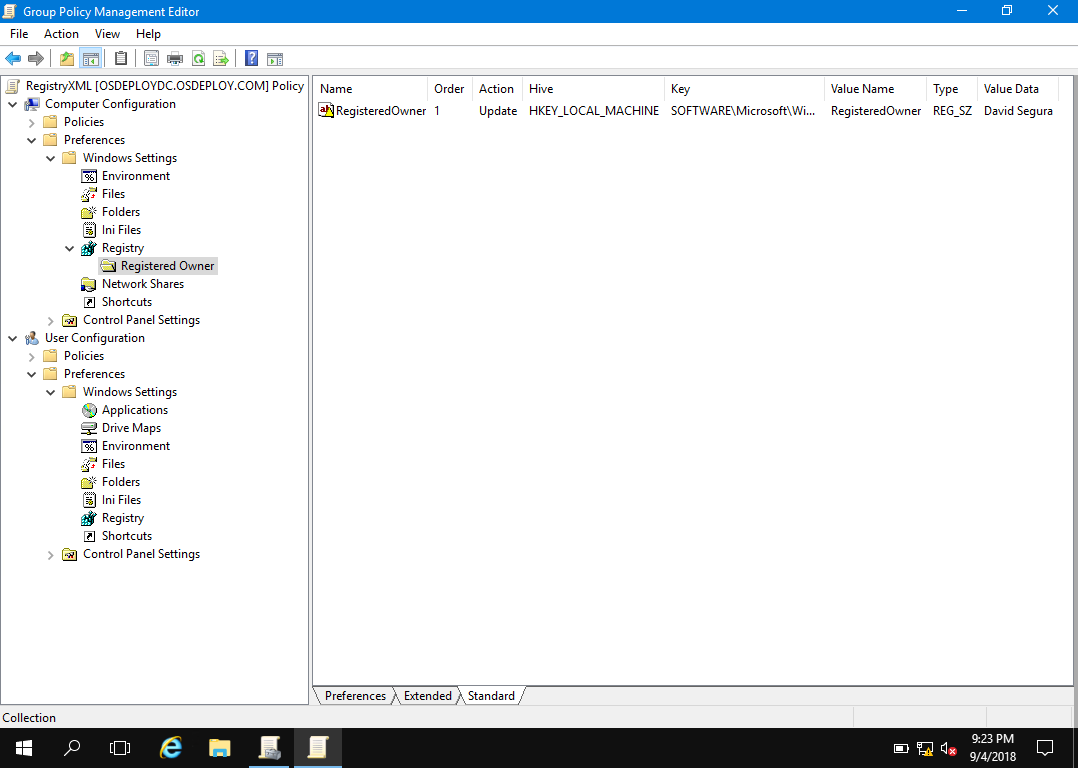 Group Policy Management Editor
File Action View Help
RegistryXML [OSDEPLOYDC.OSDEPLOY.COM] Policy
Computer Configuration
Policies
Preferences
Windows Settings
Environment
Files
Folders
Ini Files
Registry
Registered Owner
Network Shares
Shortcuts
Control Panel Settings
User Configuration
Policies
Preferences
Windows Settings
Applications
Drive Maps
Environment
Files
Folders
Ini Files
Registry
Shortcuts
Control Panel Settings
Name Order Action Hive Key Value Name Type Value Data
RegisteredOwner 1 Update HKEY_LOCAL_MACHINE SOFTWARE\Microsoft\Wi... RegisteredOwner REG_SZ David Segura
Preferences Extended Standard
Collection
9:23 PM
9/4/2018